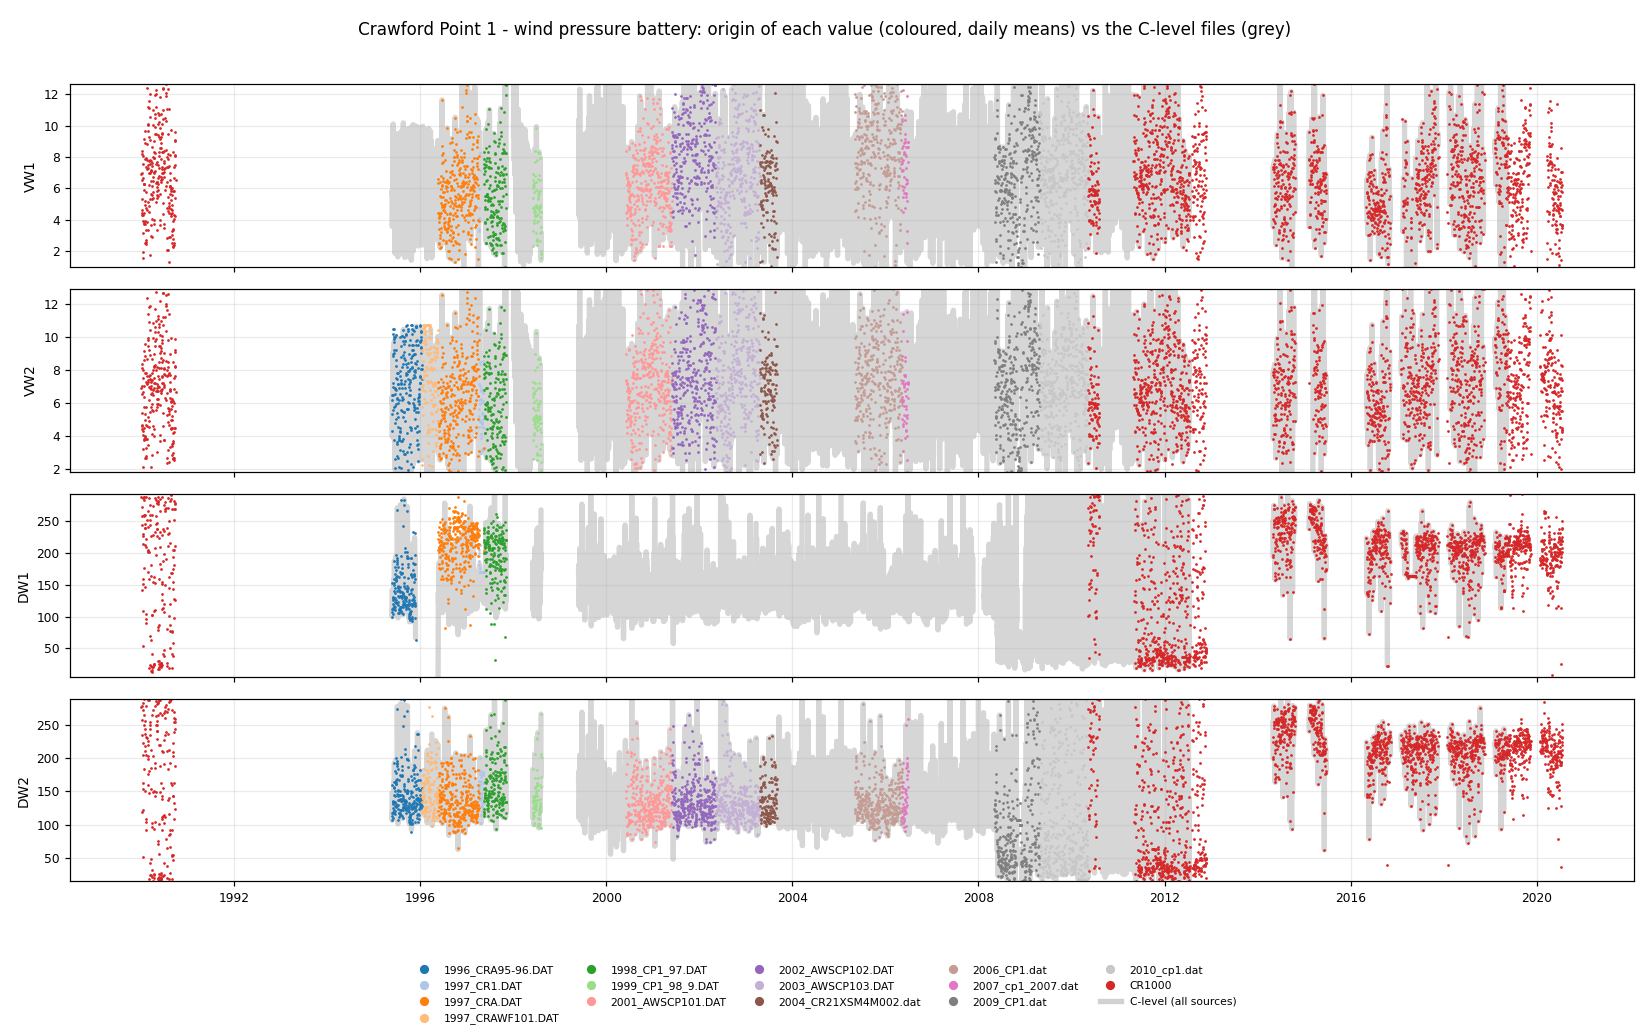 Crawford Point 1 - wind pressure battery: origin of each value (coloured, daily means) vs the C-level files (grey)
VW1
12
10
8
6
4
2
VW2
12
10
8
6
4
2
DW1
250
200
150
100
50
DW2
250
200
150
100
50
1992 1996 2000 2004 2008 2012 2016 2020
1996_CRA95-96.DAT
1997_CR1.DAT
1997_CRA.DAT
1997_CRAWF101.DAT
1998_CP1_97.DAT
1999_CP1_98_9.DAT
2001_AWSCP101.DAT
2002_AWSCP102.DAT
2003_AWSCP103.DAT
2004_CR21XSM4M002.dat
2006_CP1.dat
2007_cp1_2007.dat
2009_CP1.dat
2010_cp1.dat
CR1000
C-level (all sources)